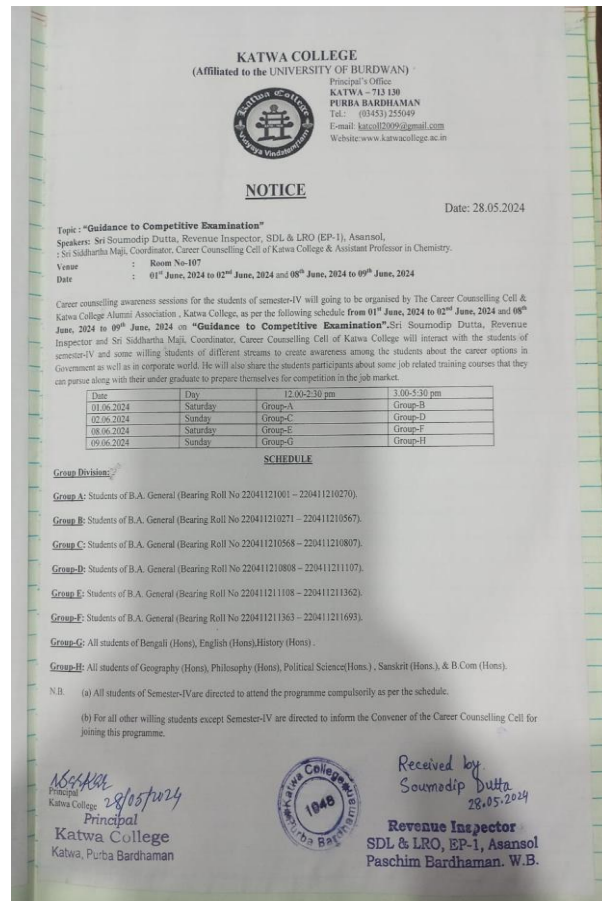 KATWA COLLEGE
(Affiliated to the UNIVERSITY OF BURDWAN)
Katwa College
Vidyaya Vindatemritam
Principal's Office
KATWA – 713 130
PURBA BARDHAMAN
Tel.: (03453) 255049
E-mail: katcoll2009@gmail.com
Website:www.katwacollege.ac.in
NOTICE
Date: 28.05.2024
Topic : "Guidance to Competitive Examination"
Speakers: Sri Soumodip Dutta, Revenue Inspector, SDL & LRO (EP-1), Asansol,
: Sri Siddhartha Maji, Coordinator, Career Counselling Cell of Katwa College & Assistant Professor in Chemistry.
Venue : Room No-107
Date : 01st June, 2024 to 02nd June, 2024 and 08th June, 2024 to 09th June, 2024
Career counselling awareness sessions for the students of semester-IV will going to be organised by The Career Counselling Cell &
Katwa College Alumni Association , Katwa College, as per the following schedule from 01st June, 2024 to 02nd June, 2024 and 08th
June, 2024 to 09th June, 2024 on "Guidance to Competitive Examination".Sri Soumodip Dutta, Revenue
Inspector and Sri Siddhartha Maji, Coordinator, Career Counselling Cell of Katwa College will interact with the students of
semester-IV and some willing students of different streams to create awareness among the students about the career options in
Government as well as in corporate world. He will also share the students participants about some job related training courses that they
can pursue along with their under graduate to prepare themselves for competition in the job market.
Date Day 12.00-2:30 pm 3.00-5:30 pm
01.06.2024 Saturday Group-A Group-B
02.06.2024 Sunday Group-C Group-D
08.06.2024 Saturday Group-E Group-F
09.06.2024 Sunday Group-G Group-H
SCHEDULE
Group Division:
Group A: Students of B.A. General (Bearing Roll No 22041121001 – 220411210270).
Group B: Students of B.A. General (Bearing Roll No 220411210271 – 220411210567).
Group C: Students of B.A. General (Bearing Roll No 220411210568 – 220411210807).
Group-D: Students of B.A. General (Bearing Roll No 220411210808 – 220411211107).
Group E: Students of B.A. General (Bearing Roll No 220411211108 – 220411211362).
Group-F: Students of B.A. General (Bearing Roll No 220411211363 – 220411211693).
Group-G: All students of Bengali (Hons), English (Hons),History (Hons) .
Group-H: All students of Geography (Hons), Philosophy (Hons), Political Science(Hons.) , Sanskrit (Hons.), & B.Com (Hons).
N.B. (a) All students of Semester-IVare directed to attend the programme compulsorily as per the schedule.
(b) For all other willing students except Semester-IV are directed to inform the Convener of the Career Counselling Cell for
joining this programme.
Principal
Katwa College 28/05/2024
Principal
Katwa College
Katwa, Purba Bardhaman
Katwa College
1948
Purba Bardhaman
Received by
Soumodip Dutta
28.05.2024
Revenue Inspector
SDL & LRO, EP-1, Asansol
Paschim Bardhaman. W.B.